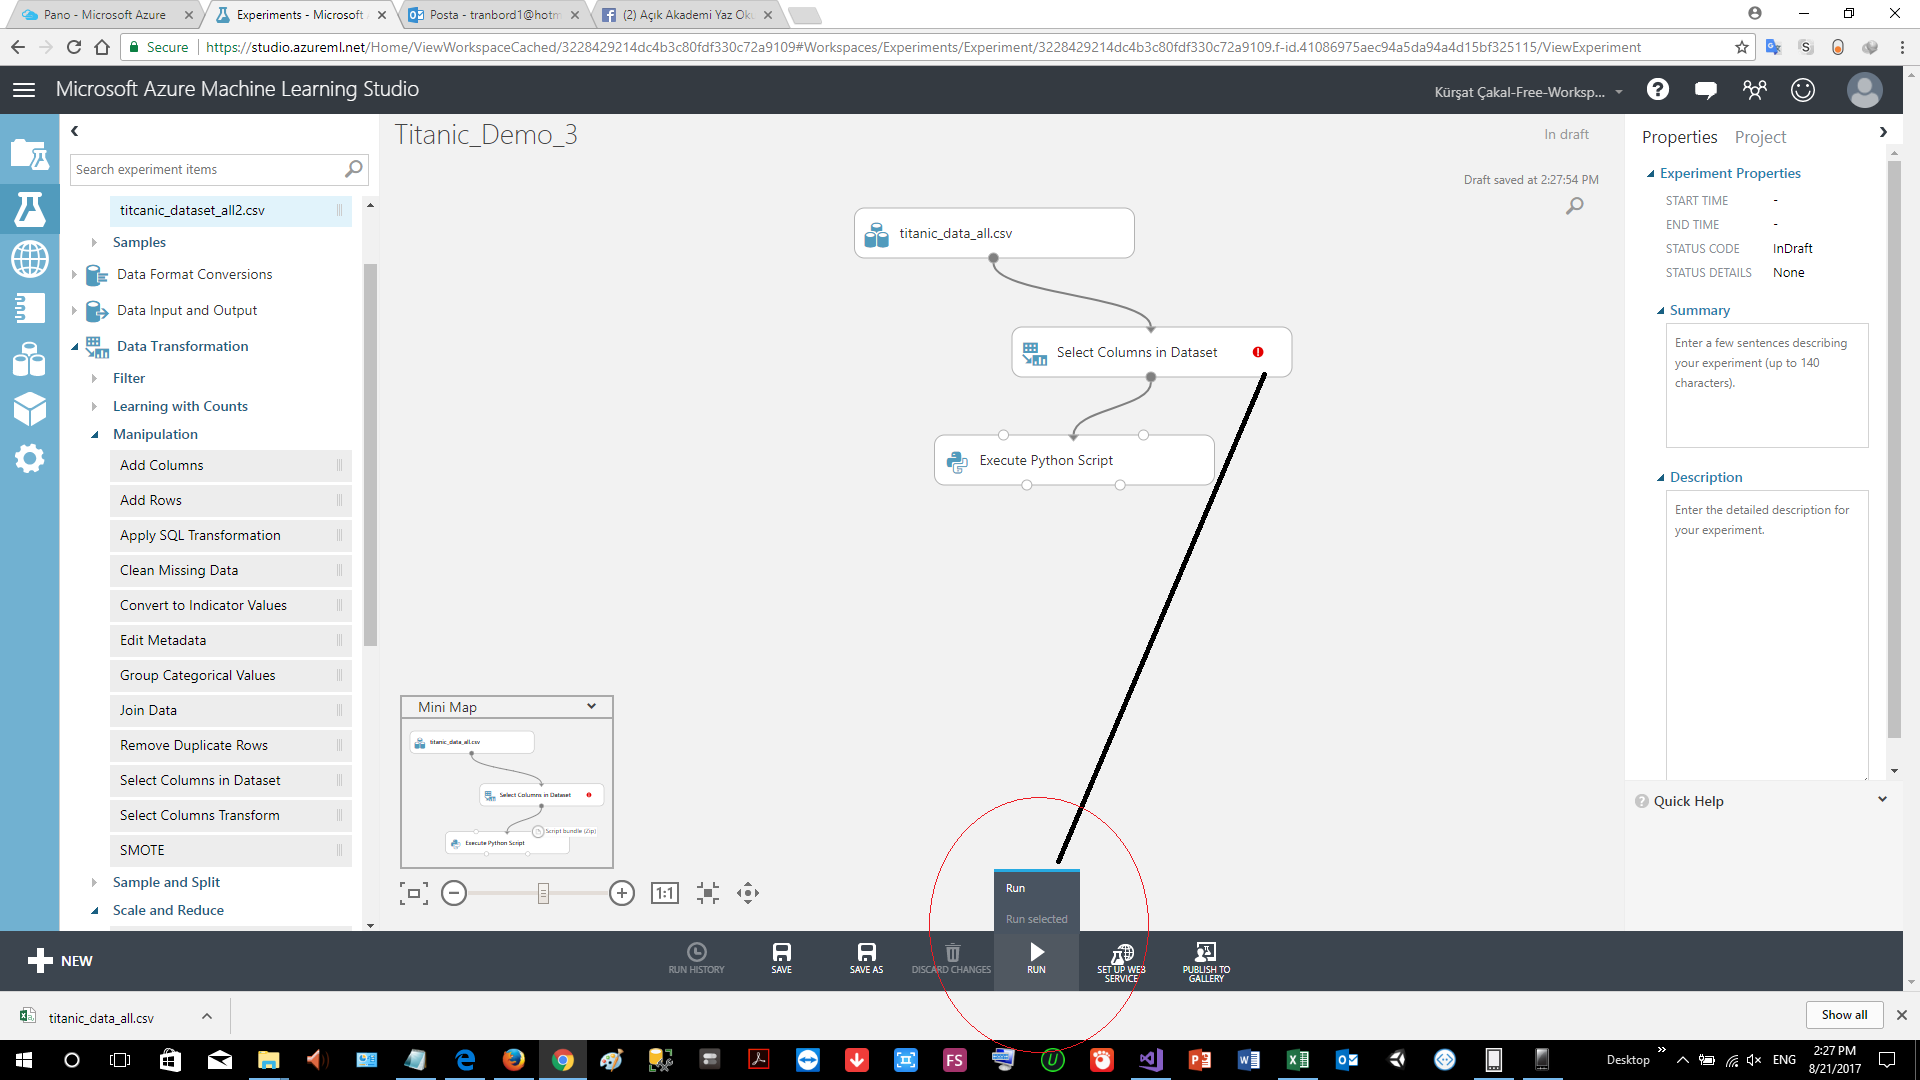 Pano - Microsoft Azure
Experiments - Microsoft
Posta - tranbord1@hotm
(2) Açık Akademi Yaz Oku
Secure
https://studio.azureml.net/Home/ViewWorkspaceCached/3228429214dc4b3c80fdf330c72a9109#Workspaces/Experiments/Experiment/3228429214dc4b3c80fdf330c72a9109.f-id.41086975aec94a5da94a4d15bf325115/ViewExperiment
Microsoft Azure Machine Learning Studio
Kürşat Çakal-Free-Worksp...
Search experiment items
titcanic_dataset_all2.csv
Samples
Data Format Conversions
Data Input and Output
Data Transformation
Filter
Learning with Counts
Manipulation
Add Columns
Add Rows
Apply SQL Transformation
Clean Missing Data
Convert to Indicator Values
Edit Metadata
Group Categorical Values
Join Data
Remove Duplicate Rows
Select Columns in Dataset
Select Columns Transform
SMOTE
Sample and Split
Scale and Reduce
Titanic_Demo_3
In draft
Draft saved at 2:27:54 PM
titanic_data_all.csv
Select Columns in Dataset
Execute Python Script
Mini Map
titanic_data_all.csv
Select Columns in Dataset
Script bundle (Zip)
Execute Python Script
1:1
Properties Project
Experiment Properties
START TIME -
END TIME -
STATUS CODE InDraft
STATUS DETAILS None
Summary
Enter a few sentences describing
your experiment (up to 140
characters).
Description
Enter the detailed description for
your experiment.
Quick Help
Run
Run selected
NEW
RUN HISTORY
SAVE
SAVE AS
DISCARD CHANGES
RUN
SET UP WEB
SERVICE
PUBLISH TO
GALLERY
titanic_data_all.csv
Show all
FS
Desktop
ENG
2:27 PM
8/21/2017